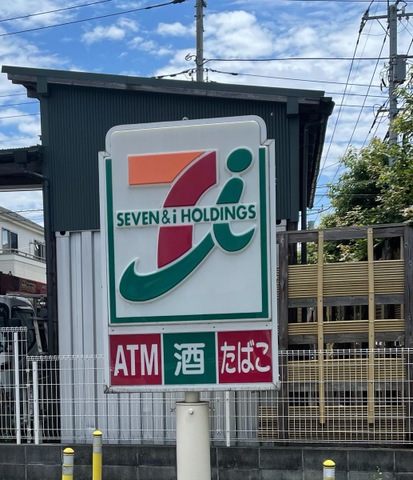 SEVEN&i HOLDINGS
ATM 酒 たばこ